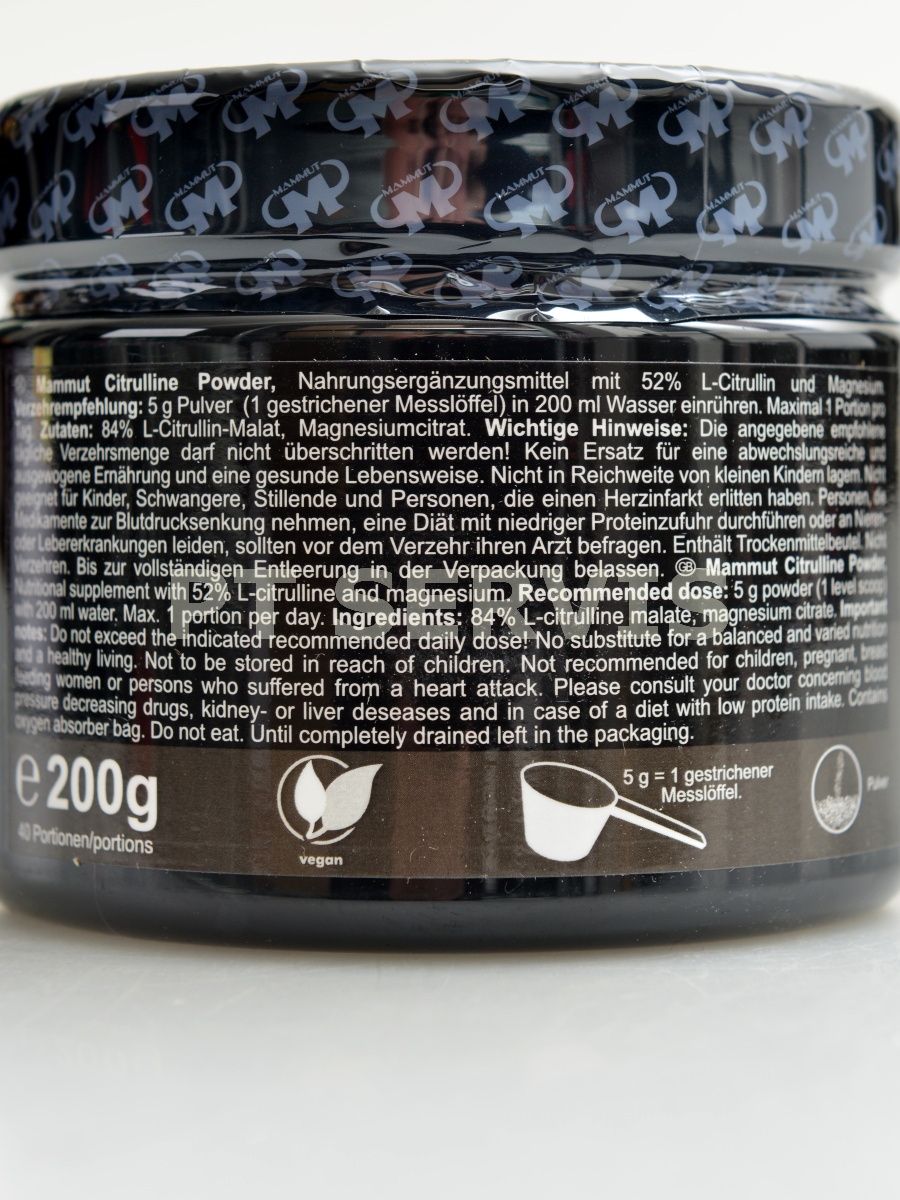 MAMMUT
Mammut Citrulline Powder, Nahrungsergänzungsmittel mit 52% L-Citrullin und Magnesium.
Verzehrempfehlung: 5 g Pulver (1 gestrichener Messlöffel) in 200 ml Wasser einrühren. Maximal 1 Portion pro
Tag. Zutaten: 84% L-Citrullin-Malat, Magnesiumcitrat. Wichtige Hinweise: Die angegebene empfohlene
tägliche Verzehrsmenge darf nicht überschritten werden! Kein Ersatz für eine abwechslungsreiche und
ausgewogene Ernährung und eine gesunde Lebensweise. Nicht in Reichweite von kleinen Kindern lagern. Nicht
geeignet für Kinder, Schwangere, Stillende und Personen, die einen Herzinfarkt erlitten haben. Personen, die
Medikamente zur Blutdrucksenkung nehmen, eine Diät mit niedriger Proteinzufuhr durchführen oder an Nieren-
oder Lebererkrankungen leiden, sollten vor dem Verzehr ihren Arzt befragen. Enthält Trockenmittelbeutel. Nicht
Verzehren. Bis zur vollständigen Entleerung in der Verpackung belassen. GB Mammut Citrulline Powder,
Nutritional supplement with 52% L-citrulline and magnesium. Recommended dose: 5 g powder (1 level scoop)
with 200 ml water. Max. 1 portion per day. Ingredients: 84% L-citrulline malate, magnesium citrate. Important
notes: Do not exceed the indicated recommended daily dose! No substitute for a balanced and varied nutrition
and a healthy living. Not to be stored in reach of children. Not recommended for children, pregnant, breast
feeding women or persons who suffered from a heart attack. Please consult your doctor concerning blood
pressure decreasing drugs, kidney- or liver deseases and in case of a diet with low protein intake. Contains
oxygen absorber bag. Do not eat. Until completely drained left in the packaging.
PT SERVIS
℮ 200g
40 Portionen/portions
vegan
5 g = 1 gestrichener
Messlöffel.
Pulver